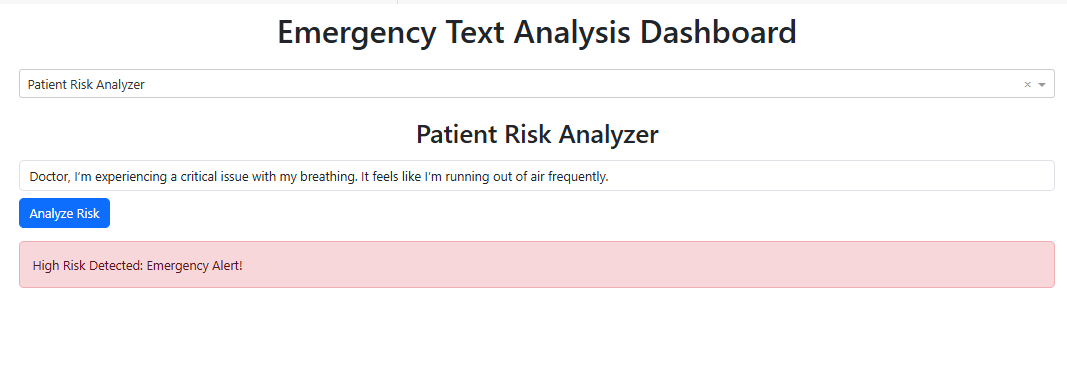 Emergency Text Analysis Dashboard
Patient Risk Analyzer
Patient Risk Analyzer
Doctor, I’m experiencing a critical issue with my breathing. It feels like I’m running out of air frequently.
Analyze Risk
High Risk Detected: Emergency Alert!